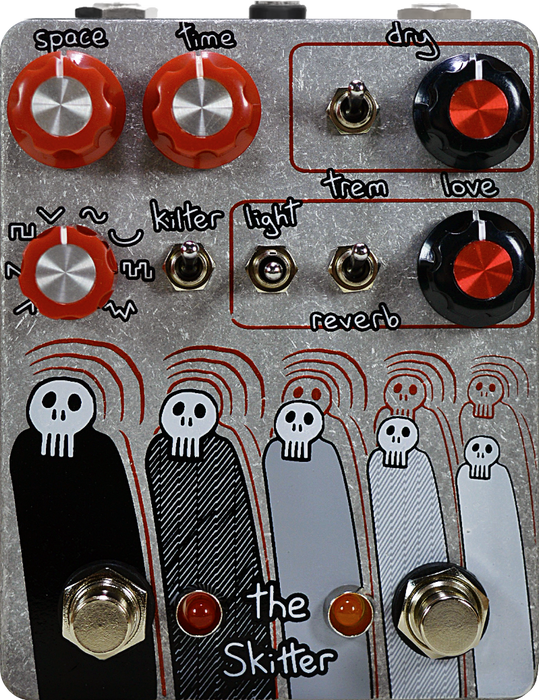 space
time
dry
trem
love
kilter
light
reverb
the
Skitter